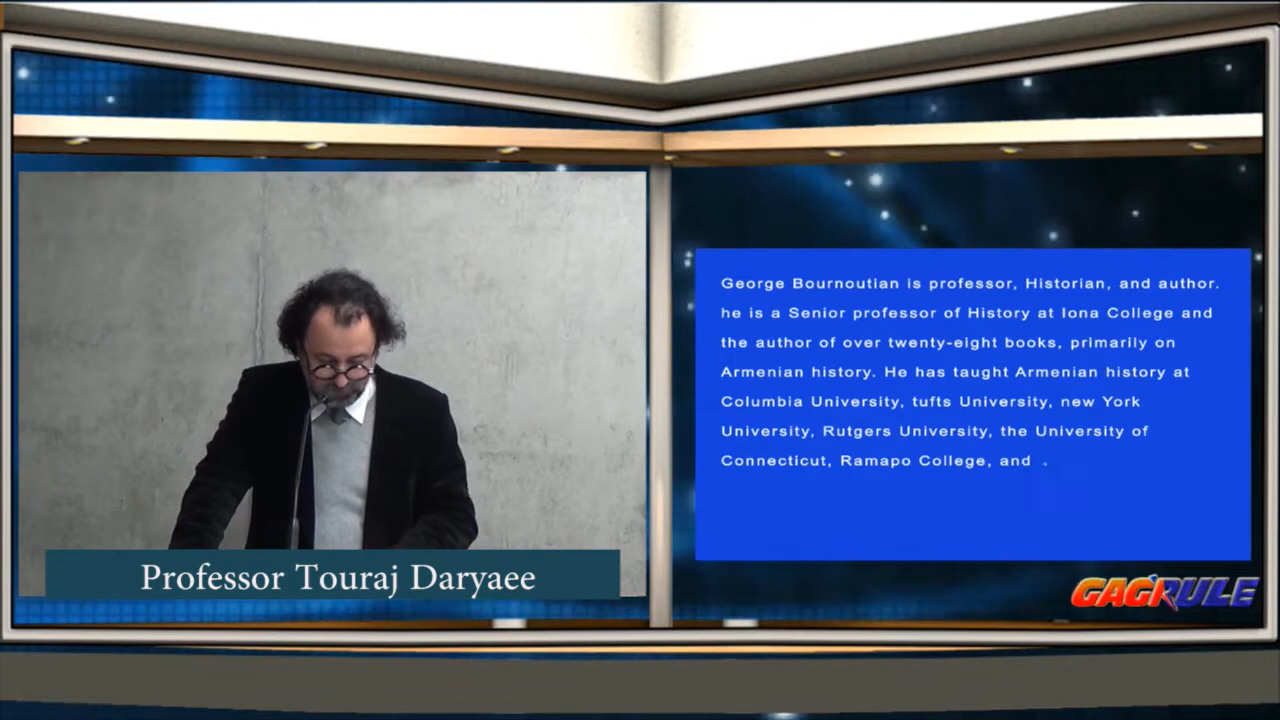 Professor Touraj Daryaee
George Bournoutian is professor, Historian, and author.
he is a Senior professor of History at Iona College and
the author of over twenty-eight books, primarily on
Armenian history. He has taught Armenian history at
Columbia University, tufts University, new York
University, Rutgers University, the University of
Connecticut, Ramapo College, and .
GAGRULE